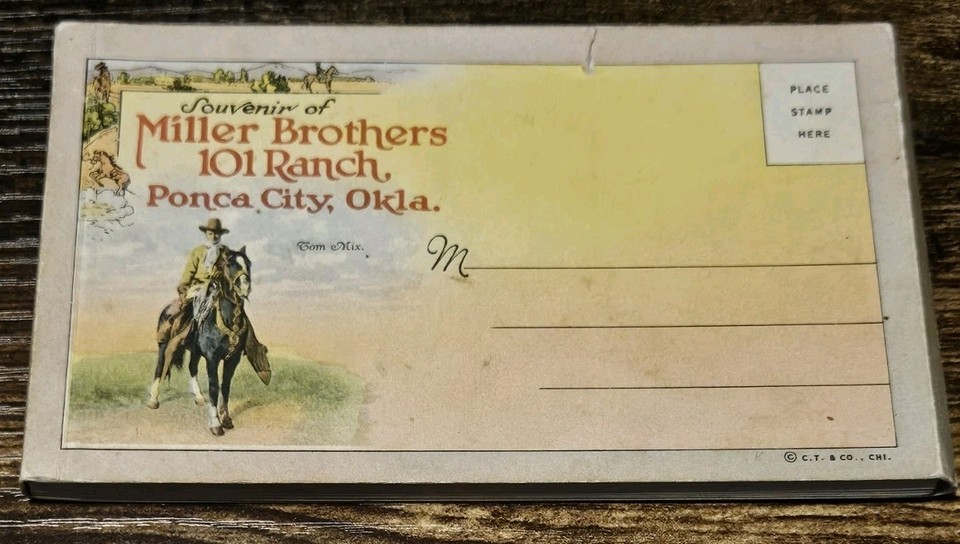 Souvenir of
Miller Brothers
101 Ranch,
Ponca City, Okla.
Tom Mix.
M
PLACE
STAMP
HERE
© C.T. & CO., CHI.